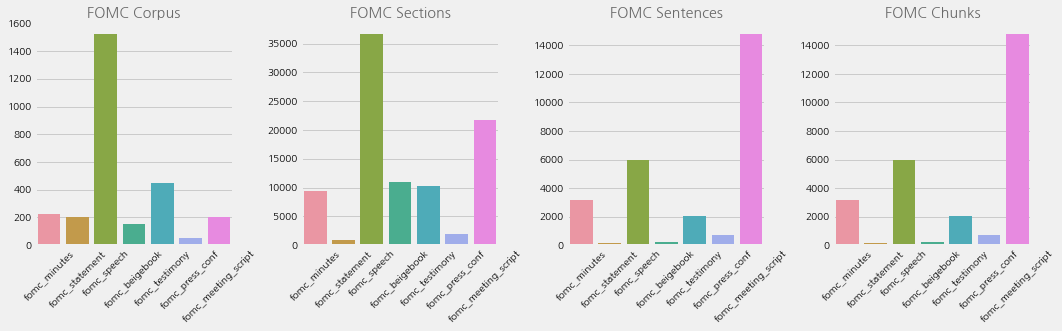 FOMC Corpus
1600
1400
1200
1000
800
600
400
200
0
fomc_minutes
fomc_statement
fomc_speech
fomc_beigebook
fomc_testimony
fomc_press_conf
fomc_meeting_script
FOMC Sections
35000
30000
25000
20000
15000
10000
5000
0
fomc_minutes
fomc_statement
fomc_speech
fomc_beigebook
fomc_testimony
fomc_press_conf
fomc_meeting_script
FOMC Sentences
14000
12000
10000
8000
6000
4000
2000
0
fomc_minutes
fomc_statement
fomc_speech
fomc_beigebook
fomc_testimony
fomc_press_conf
fomc_meeting_script
FOMC Chunks
14000
12000
10000
8000
6000
4000
2000
0
fomc_minutes
fomc_statement
fomc_speech
fomc_beigebook
fomc_testimony
fomc_press_conf
fomc_meeting_script